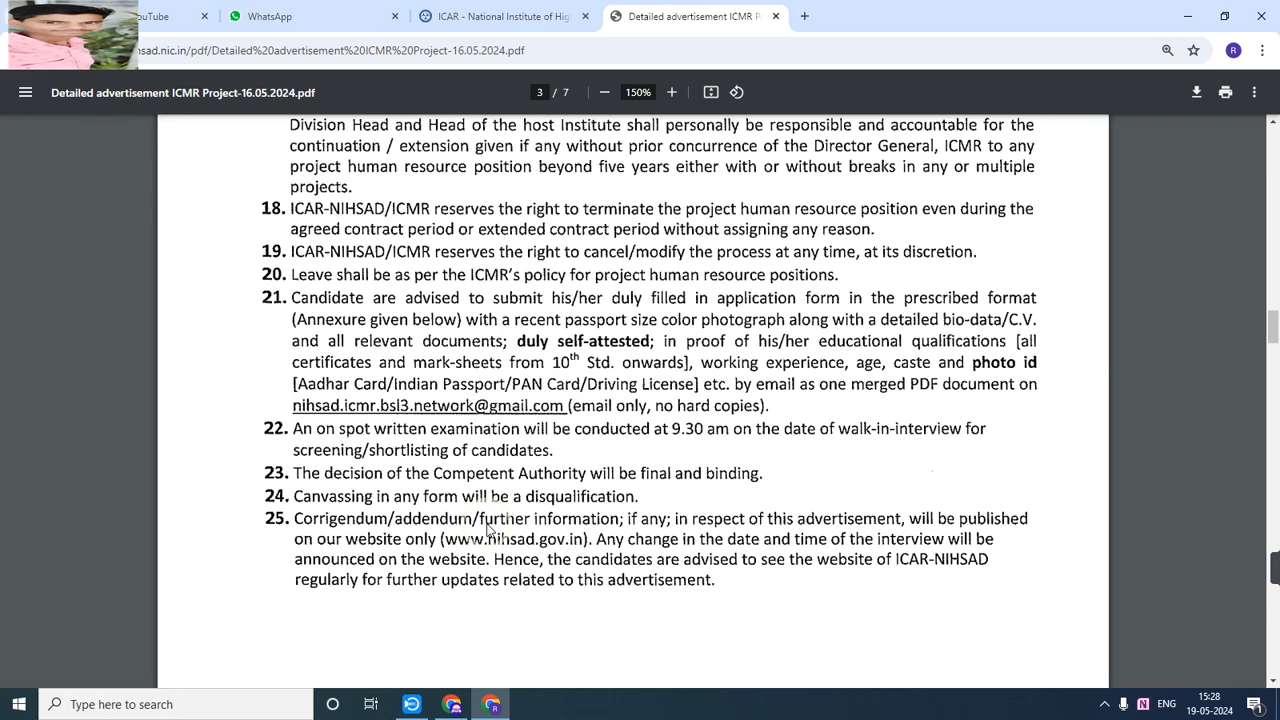 uTube
WhatsApp
ICAR - National Institute of Hig
Detailed advertisement ICMR P
hsad.nic.in/pdf/Detailed%20advertisement%20ICMR%20Project-16.05.2024.pdf
R
Detailed advertisement ICMR Project-16.05.2024.pdf
3 / 7
150%
Division Head and Head of the host Institute shall personally be responsible and accountable for the
continuation / extension given if any without prior concurrence of the Director General, ICMR to any
project human resource position beyond five years either with or without breaks in any or multiple
projects.
18. ICAR-NIHSAD/ICMR reserves the right to terminate the project human resource position even during the
agreed contract period or extended contract period without assigning any reason.
19. ICAR-NIHSAD/ICMR reserves the right to cancel/modify the process at any time, at its discretion.
20. Leave shall be as per the ICMR's policy for project human resource positions.
21. Candidate are advised to submit his/her duly filled in application form in the prescribed format
(Annexure given below) with a recent passport size color photograph along with a detailed bio-data/C.V.
and all relevant documents; duly self-attested; in proof of his/her educational qualifications [all
certificates and mark-sheets from 10th Std. onwards], working experience, age, caste and photo id
[Aadhar Card/Indian Passport/PAN Card/Driving License] etc. by email as one merged PDF document on
nihsad.icmr.bsl3.network@gmail.com (email only, no hard copies).
22. An on spot written examination will be conducted at 9.30 am on the date of walk-in-interview for
screening/shortlisting of candidates.
23. The decision of the Competent Authority will be final and binding.
24. Canvassing in any form will be a disqualification.
25. Corrigendum/addendum/further information; if any; in respect of this advertisement, will be published
on our website only (www.nihsad.gov.in). Any change in the date and time of the interview will be
announced on the website. Hence, the candidates are advised to see the website of ICAR-NIHSAD
regularly for further updates related to this advertisement.
Type here to search
ENG
15:28
19-05-2024
1